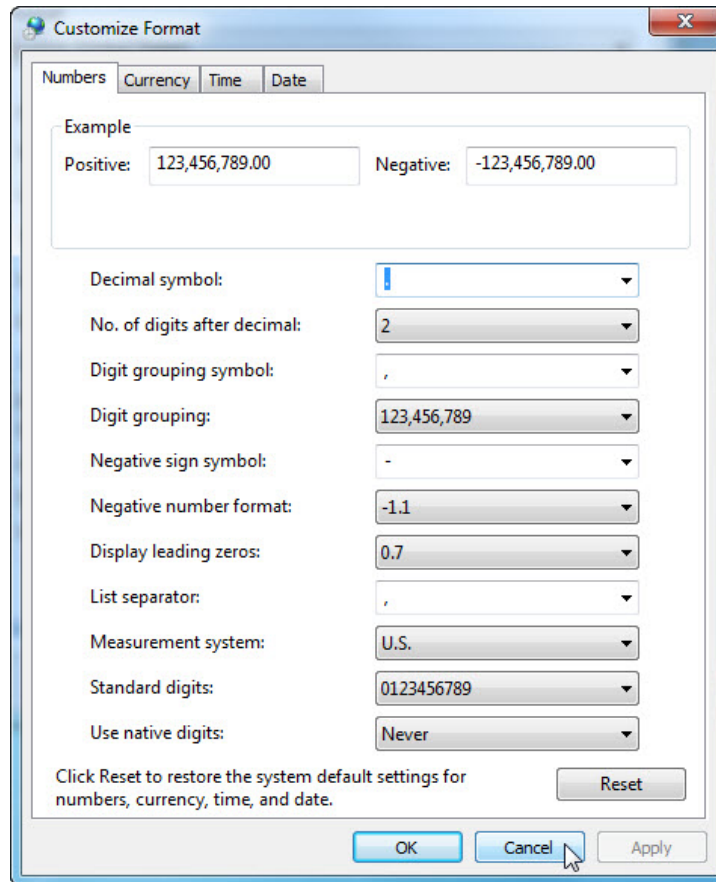 Customize Format
Numbers Currency Time Date
Example
Positive: 123,456,789.00 Negative: -123,456,789.00
Decimal symbol: .
No. of digits after decimal: 2
Digit grouping symbol: ,
Digit grouping: 123,456,789
Negative sign symbol: -
Negative number format: -1.1
Display leading zeros: 0.7
List separator: ,
Measurement system: U.S.
Standard digits: 0123456789
Use native digits: Never
Click Reset to restore the system default settings for
numbers, currency, time, and date. Reset
OK Cancel Apply